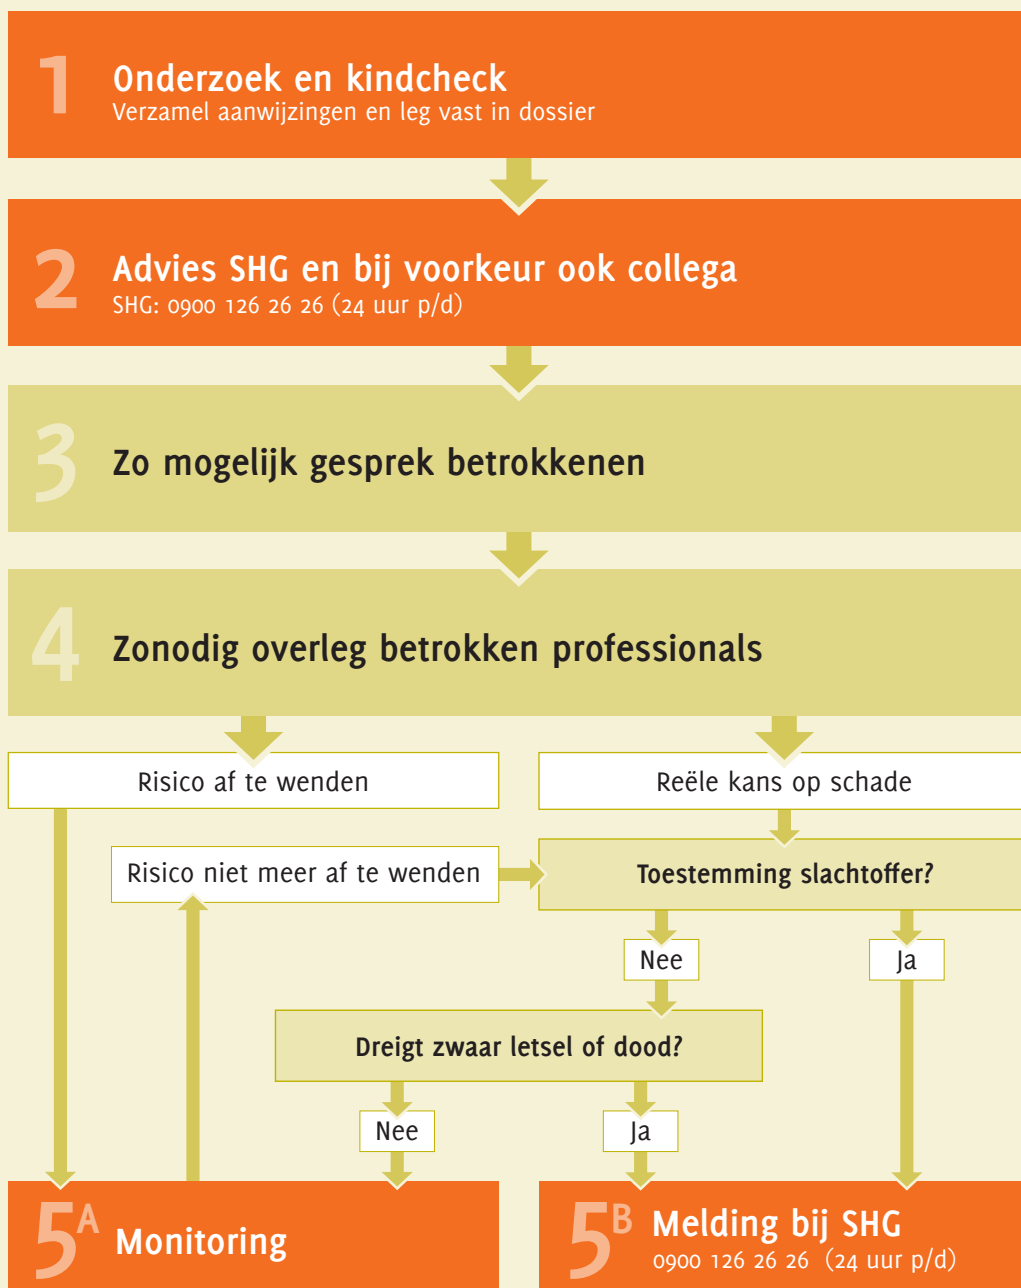 1
Onderzoek en kindcheck
Verzamel aanwijzingen en leg vast in dossier
2
Advies SHG en bij voorkeur ook collega
SHG: 0900 126 26 26 (24 uur p/d)
3
Zo mogelijk gesprek betrokkenen
4
Zonodig overleg betrokken professionals
Risico af te wenden
Reële kans op schade
Risico niet meer af te wenden
Toestemming slachtoffer?
Nee
Ja
Dreigt zwaar letsel of dood?
Nee
Ja
5A Monitoring
5B Melding bij SHG
0900 126 26 26 (24 uur p/d)